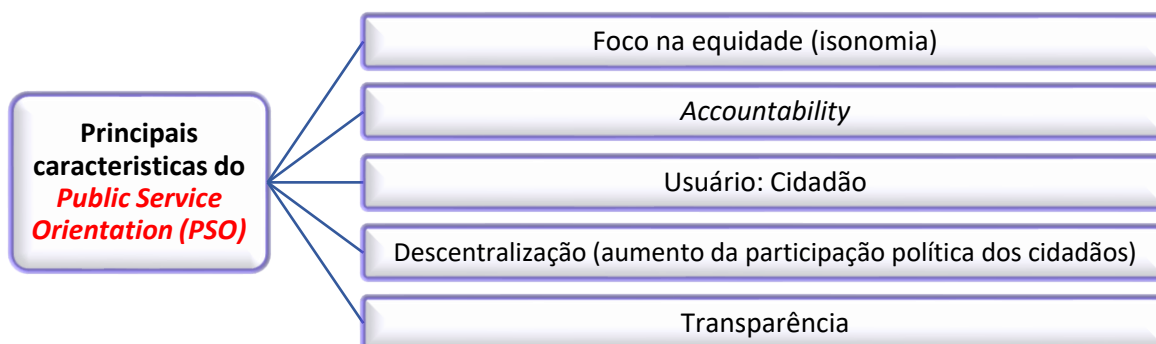 Principais
caracteristicas do
Public Service
Orientation (PSO)
Foco na equidade (isonomia)
Accountability
Usuário: Cidadão
Descentralização (aumento da participação política dos cidadãos)
Transparência